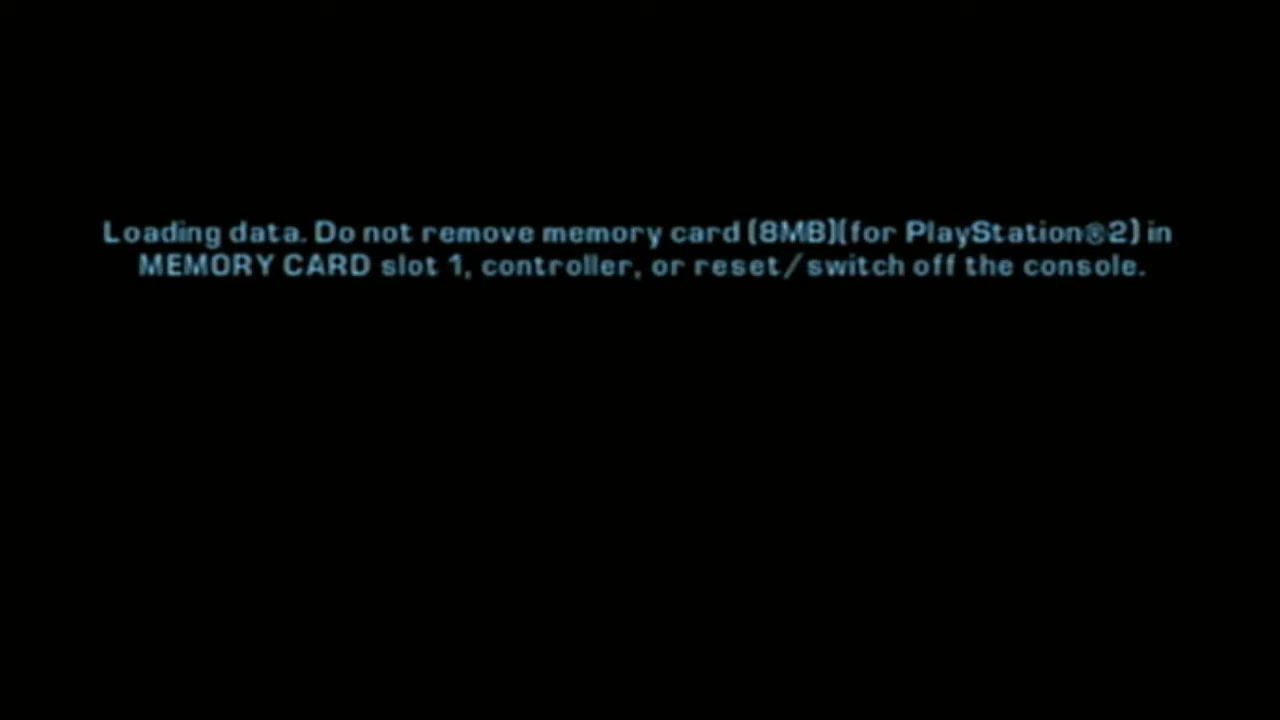 Loading data. Do not remove memory card (8MB)(for PlayStation®2) in
MEMORY CARD slot 1, controller, or reset/switch off the console.